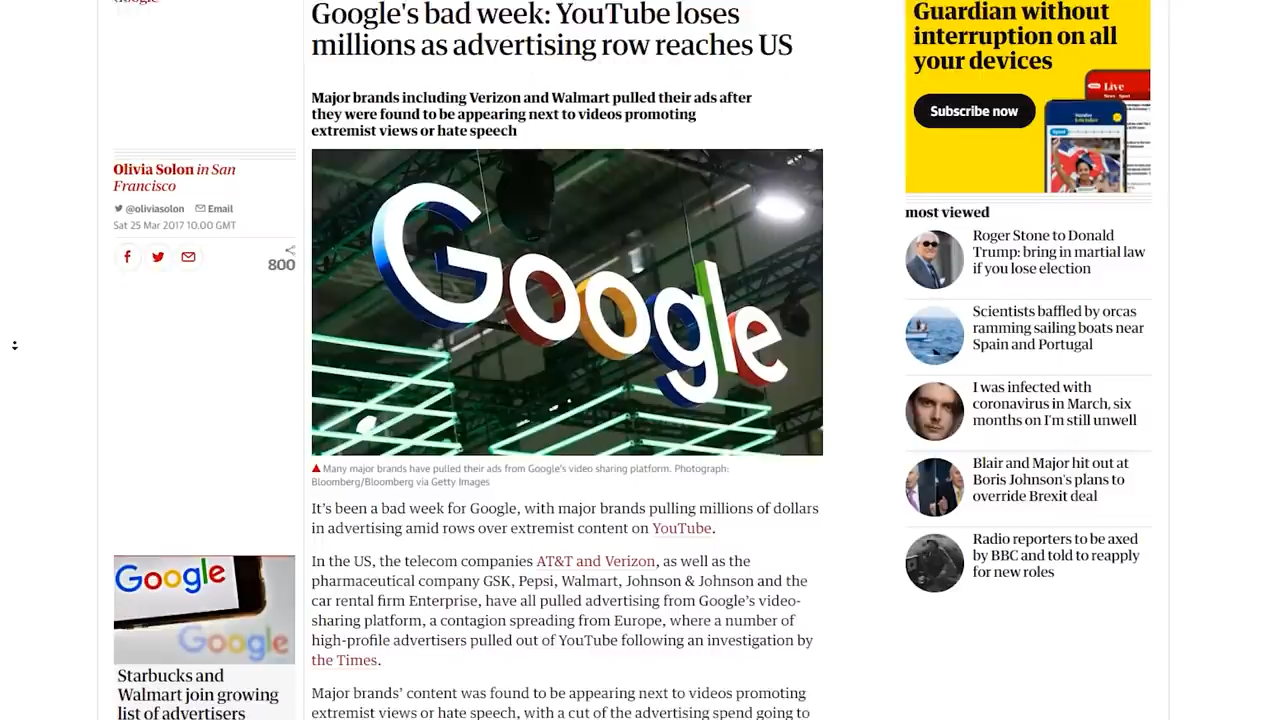 Google's bad week: YouTube loses
millions as advertising row reaches US
Major brands including Verizon and Walmart pulled their ads after
they were found to be appearing next to videos promoting
extremist views or hate speech
Olivia Solon in San
Francisco
@oliviasolon Email
Sat 25 Mar 2017 10.00 GMT
800
Google
Many major brands have pulled their ads from Google's video sharing platform. Photograph:
Bloomberg/Bloomberg via Getty Images
It's been a bad week for Google, with major brands pulling millions of dollars
in advertising amid rows over extremist content on YouTube.
In the US, the telecom companies AT&T and Verizon, as well as the
pharmaceutical company GSK, Pepsi, Walmart, Johnson & Johnson and the
car rental firm Enterprise, have all pulled advertising from Google's video-
sharing platform, a contagion spreading from Europe, where a number of
high-profile advertisers pulled out of YouTube following an investigation by
the Times.
Major brands' content was found to be appearing next to videos promoting
extremist views or hate speech, with a cut of the advertising spend going to
Google
Google
Starbucks and
Walmart join growing
list of advertisers
Guardian without
interruption on all
your devices
Subscribe now
Live
most viewed
Roger Stone to Donald
Trump: bring in martial law
if you lose election
Scientists baffled by orcas
ramming sailing boats near
Spain and Portugal
I was infected with
coronavirus in March, six
months on I'm still unwell
Blair and Major hit out at
Boris Johnson's plans to
override Brexit deal
Radio reporters to be axed
by BBC and told to reapply
for new roles